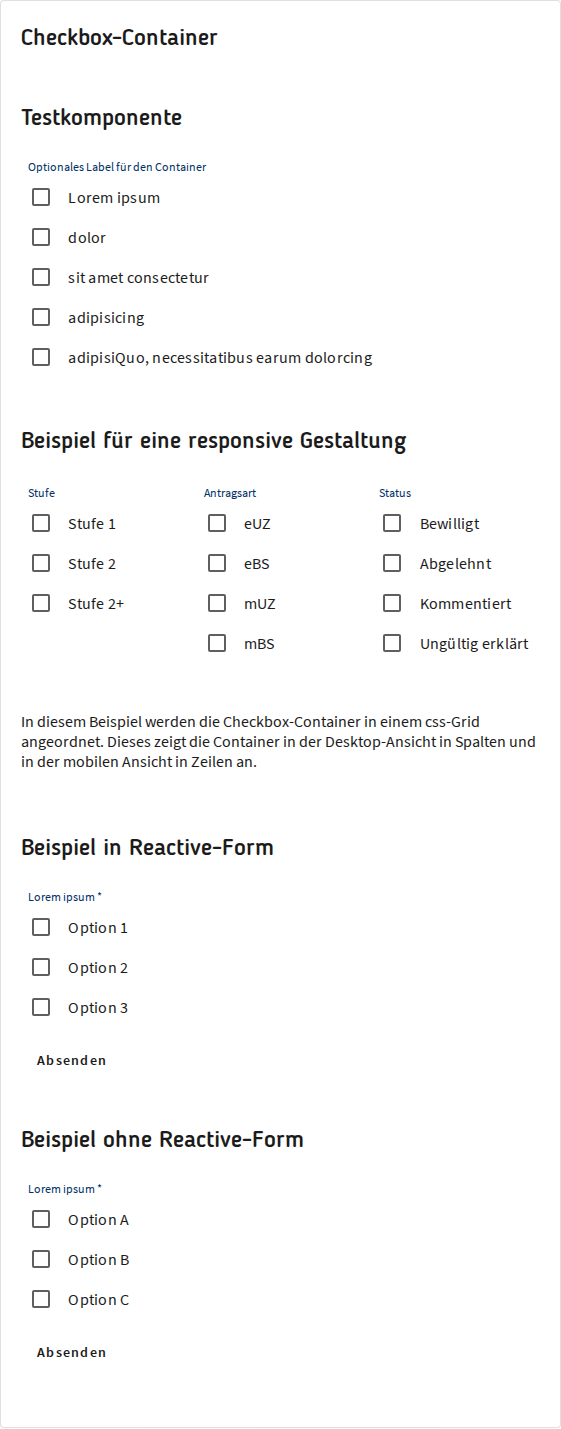 Checkbox-Container
Testkomponente
Optionales Label für den Container
Lorem ipsum
dolor
sit amet consectetur
adipisicing
adipisiQuo, necessitatibus earum dolorcing
Beispiel für eine responsive Gestaltung
Stufe
Stufe 1
Stufe 2
Stufe 2+
Antragsart
eUZ
eBS
mUZ
mBS
Status
Bewilligt
Abgelehnt
Kommentiert
Ungültig erklärt
In diesem Beispiel werden die Checkbox-Container in einem css-Grid
angeordnet. Dieses zeigt die Container in der Desktop-Ansicht in Spalten und
in der mobilen Ansicht in Zeilen an.
Beispiel in Reactive-Form
Lorem ipsum *
Option 1
Option 2
Option 3
Absenden
Beispiel ohne Reactive-Form
Lorem ipsum *
Option A
Option B
Option C
Absenden